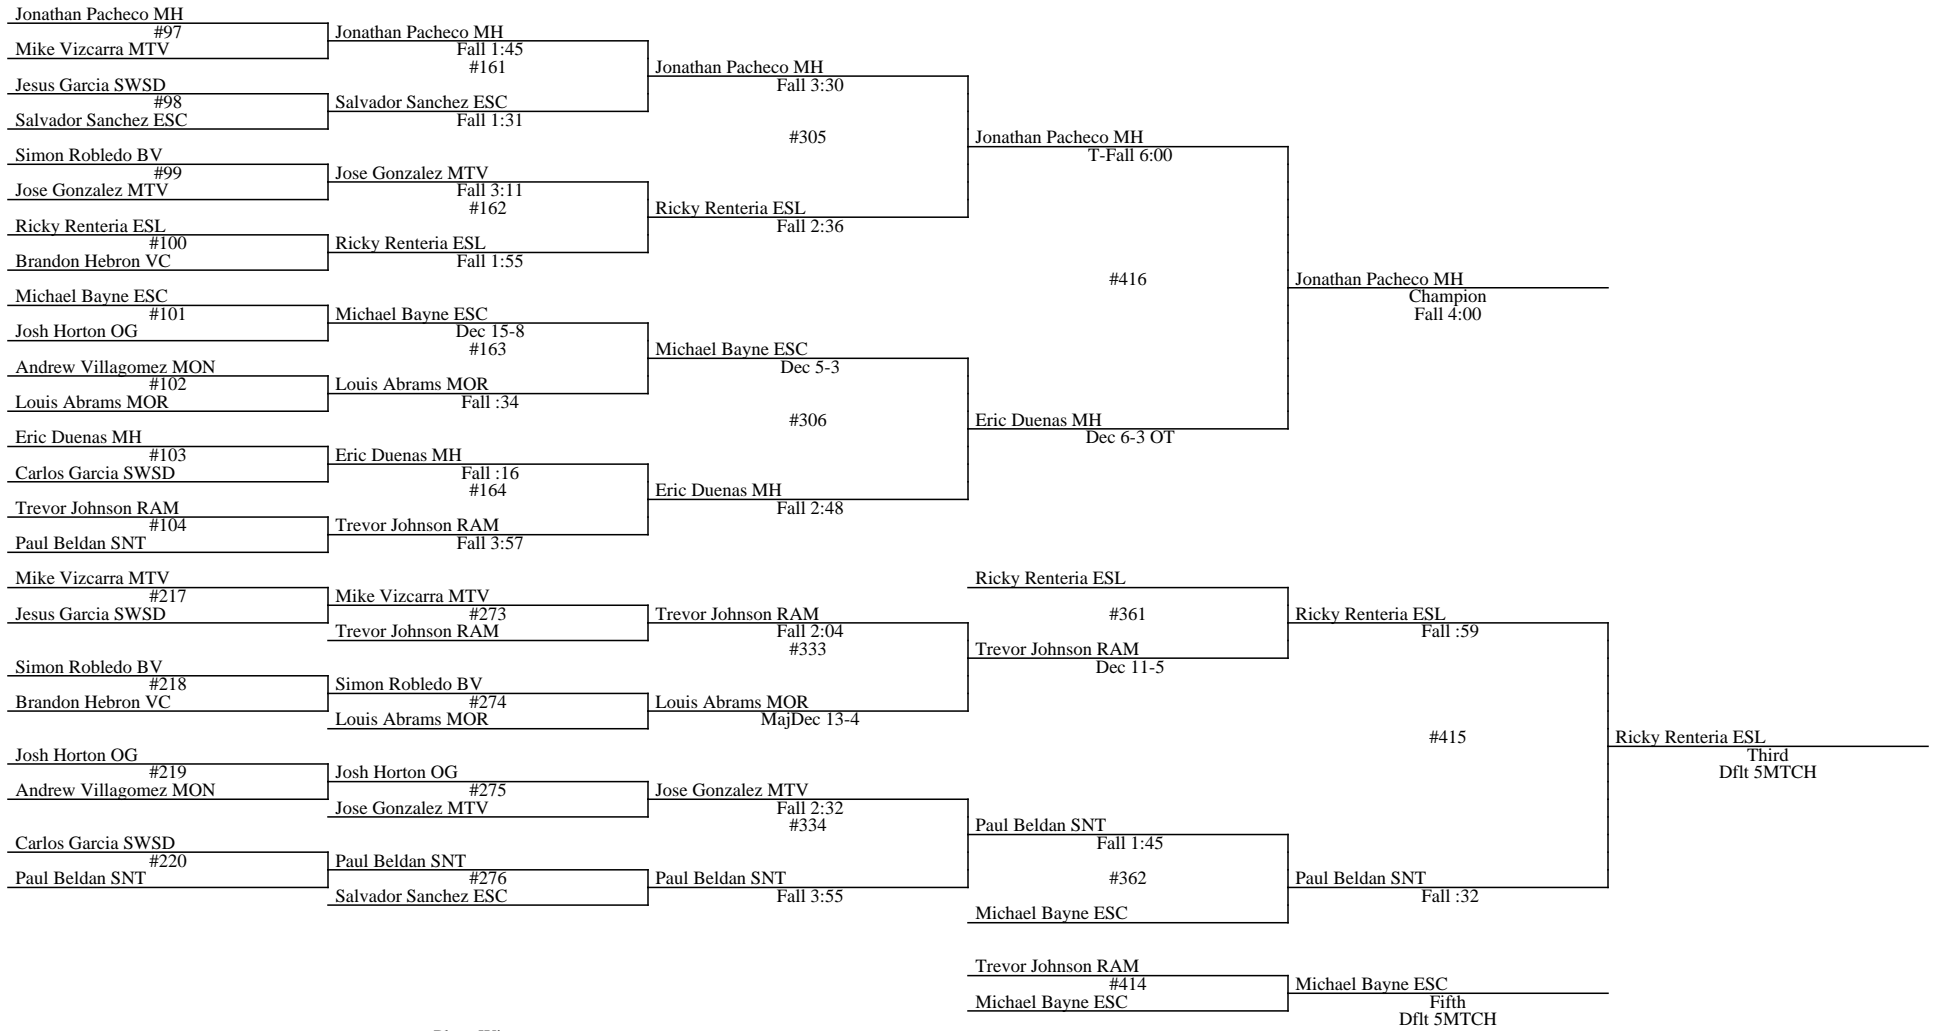 Jonathan Pacheco MH
#97
Mike Vizcarra MTV
Jesus Garcia SWSD
#98
Salvador Sanchez ESC
Simon Robledo BV
#99
Jose Gonzalez MTV
Ricky Renteria ESL
#100
Brandon Hebron VC
Michael Bayne ESC
#101
Josh Horton OG
Andrew Villagomez MON
#102
Louis Abrams MOR
Eric Duenas MH
#103
Carlos Garcia SWSD
Trevor Johnson RAM
#104
Paul Beldan SNT
Jonathan Pacheco MH
Fall 1:45
#161
Salvador Sanchez ESC
Fall 1:31
Jose Gonzalez MTV
Fall 3:11
#162
Ricky Renteria ESL
Fall 1:55
Michael Bayne ESC
Dec 15-8
#163
Louis Abrams MOR
Fall :34
Eric Duenas MH
Fall :16
#164
Trevor Johnson RAM
Fall 3:57
Jonathan Pacheco MH
Fall 3:30
#305
Ricky Renteria ESL
Fall 2:36
Michael Bayne ESC
Dec 5-3
#306
Eric Duenas MH
Fall 2:48
Jonathan Pacheco MH
T-Fall 6:00
#416
Eric Duenas MH
Dec 6-3 OT
Jonathan Pacheco MH
Champion
Fall 4:00
Mike Vizcarra MTV
#217
Jesus Garcia SWSD
Simon Robledo BV
#218
Brandon Hebron VC
Josh Horton OG
#219
Andrew Villagomez MON
Carlos Garcia SWSD
#220
Paul Beldan SNT
Mike Vizcarra MTV
#273
Trevor Johnson RAM
Simon Robledo BV
#274
Louis Abrams MOR
Josh Horton OG
#275
Jose Gonzalez MTV
Paul Beldan SNT
#276
Salvador Sanchez ESC
Trevor Johnson RAM
Fall 2:04
#333
Louis Abrams MOR
MajDec 13-4
Jose Gonzalez MTV
Fall 2:32
#334
Paul Beldan SNT
Fall 3:55
Ricky Renteria ESL
#361
Trevor Johnson RAM
Dec 11-5
Paul Beldan SNT
Fall 1:45
#362
Michael Bayne ESC
Ricky Renteria ESL
Fall :59
#415
Paul Beldan SNT
Fall :32
Ricky Renteria ESL
Third
Dflt 5MTCH
Trevor Johnson RAM
#414
Michael Bayne ESC
Michael Bayne ESC
Fifth
Dflt 5MTCH